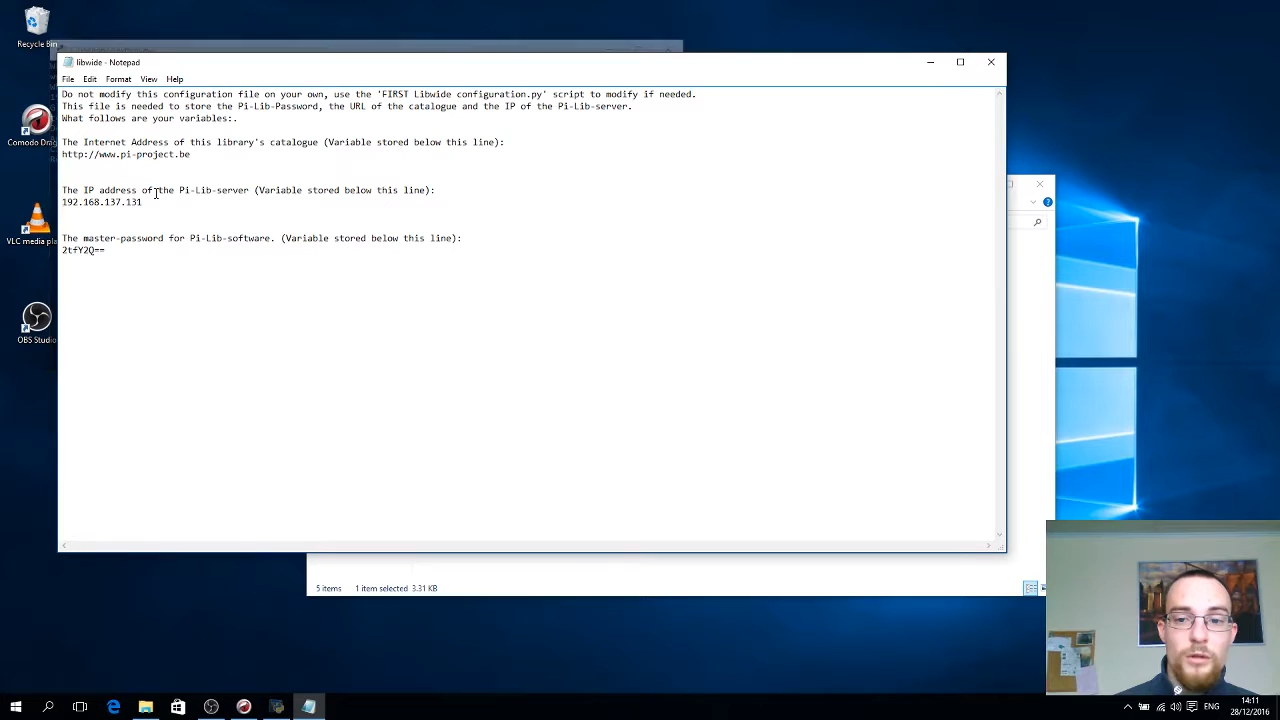 Recycle Bin
libwide - Notepad
File Edit Format View Help
Do not modify this configuration file on your own, use the 'FIRST Libwide configuration.py' script to modify if needed.
This file is needed to store the Pi-Lib-Password, the URL of the catalogue and the IP of the Pi-Lib-server.
What follows are your variables:.
The Internet Address of this library's catalogue (Variable stored below this line):
http://www.pi-project.be
The IP address of the Pi-Lib-server (Variable stored below this line):
192.168.137.131
The master-password for Pi-Lib-software. (Variable stored below this line):
2tfY2Q==
Comodo Drag
VLC media pla
OBS Studio
5 items 1 item selected 3.31 KB
ENG
14:11
28/12/2016